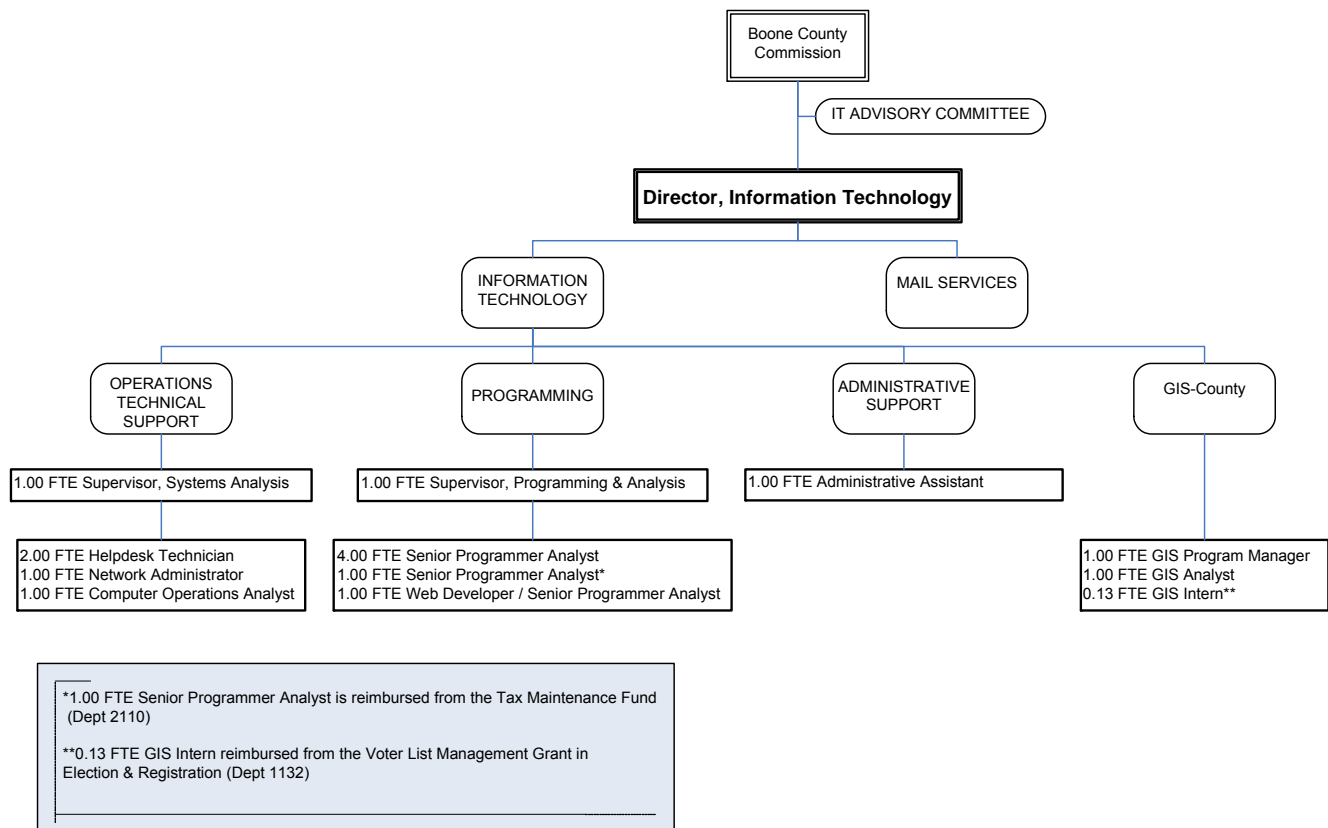 Boone County
Commission
IT ADVISORY COMMITTEE
Director, Information Technology
INFORMATION
TECHNOLOGY
MAIL SERVICES
OPERATIONS
TECHNICAL
SUPPORT
PROGRAMMING
ADMINISTRATIVE
SUPPORT
GIS-County
1.00 FTE Supervisor, Systems Analysis
1.00 FTE Supervisor, Programming & Analysis
1.00 FTE Administrative Assistant
2.00 FTE Helpdesk Technician
1.00 FTE Network Administrator
1.00 FTE Computer Operations Analyst
4.00 FTE Senior Programmer Analyst
1.00 FTE Senior Programmer Analyst*
1.00 FTE Web Developer / Senior Programmer Analyst
1.00 FTE GIS Program Manager
1.00 FTE GIS Analyst
0.13 FTE GIS Intern**
*1.00 FTE Senior Programmer Analyst is reimbursed from the Tax Maintenance Fund
(Dept 2110)
**0.13 FTE GIS Intern reimbursed from the Voter List Management Grant in
Election & Registration (Dept 1132)